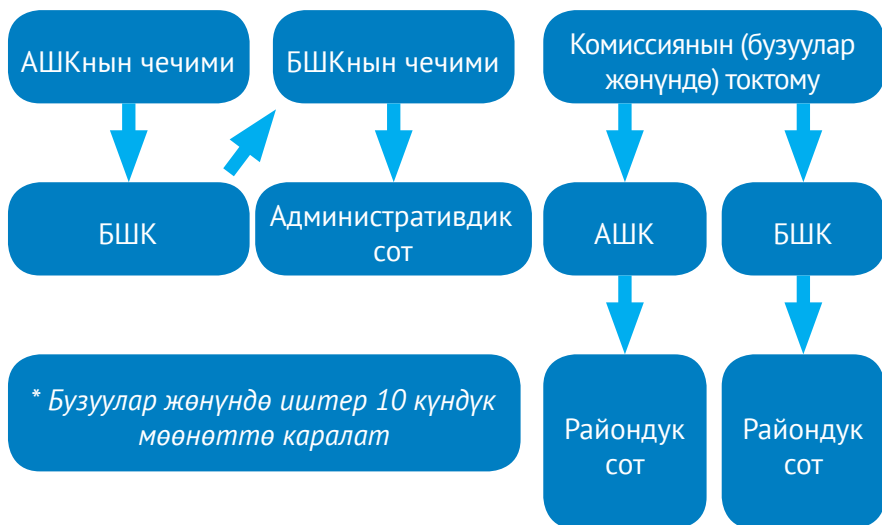 АШКнын чечими
БШКнын чечими
Комиссиянын (бузуулар
жөнүндө) токтому
БШК
Административдик
сот
АШК
БШК
* Бузуулар жөнүндө иштер 10 күндүк
мөөнөттө каралат
Райондук
сот
Райондук
сот